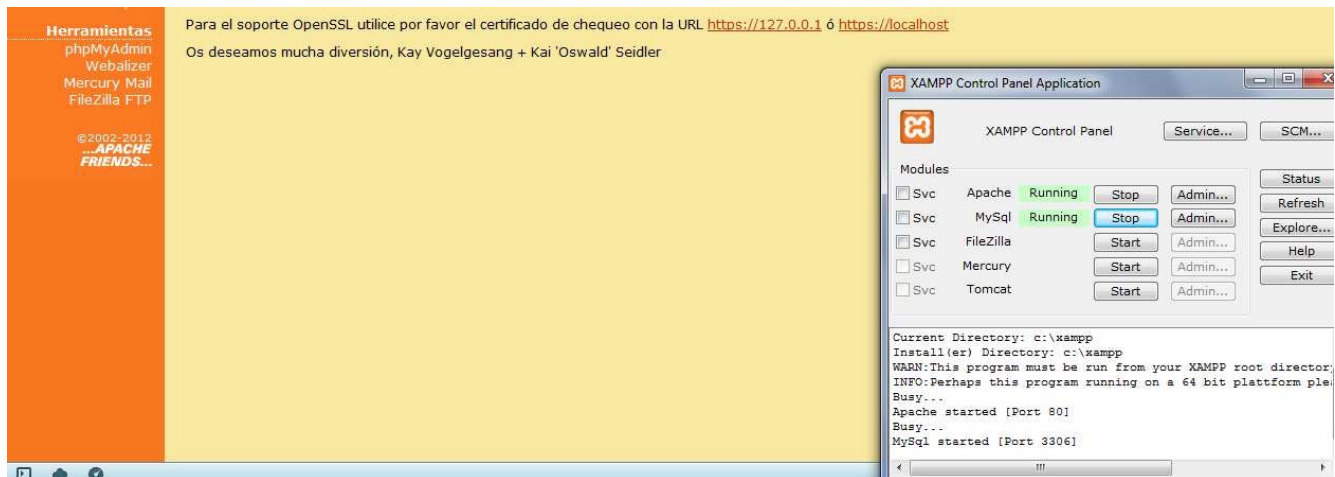 Herramientas
phpMyAdmin
Webalizer
Mercury Mail
FileZilla FTP
©2002-2012
...APACHE
FRIENDS...
Para el soporte OpenSSL utilice por favor el certificado de chequeo con la URL https://127.0.0.1 ó https://localhost
Os deseamos mucha diversión, Kay Vogelgesang + Kai 'Oswald' Seidler
XAMPP Control Panel Application
XAMPP Control Panel Service... SCM...
Modules
Svc Apache Running Stop Admin...
Svc MySql Running Stop Admin...
Svc FileZilla Start Admin...
Svc Mercury Start Admin...
Svc Tomcat Start Admin...
Status
Refresh
Explore...
Help
Exit
Current Directory: c:\xampp
Install(er) Directory: c:\xampp
WARN:This program must be run from your XAMPP root
INFO:Perhaps this program running on a 64 bit plattform
Busy...
Apache started [Port 80]
Busy...
MySql started [Port 3306]